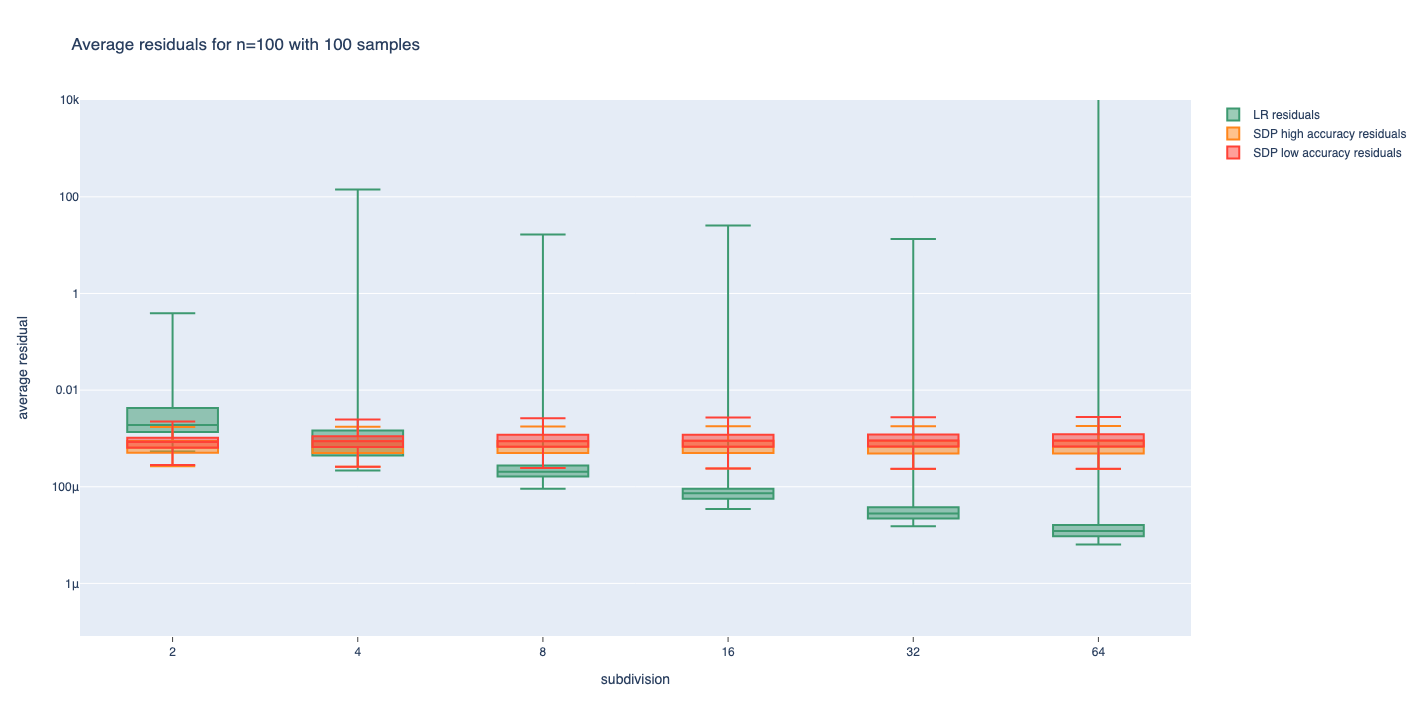 Average residuals for n=100 with 100 samples
10k
100
1
0.01
100μ
1μ
average residual
2
4
8
16
32
64
subdivision
LR residuals
SDP high accuracy residuals
SDP low accuracy residuals